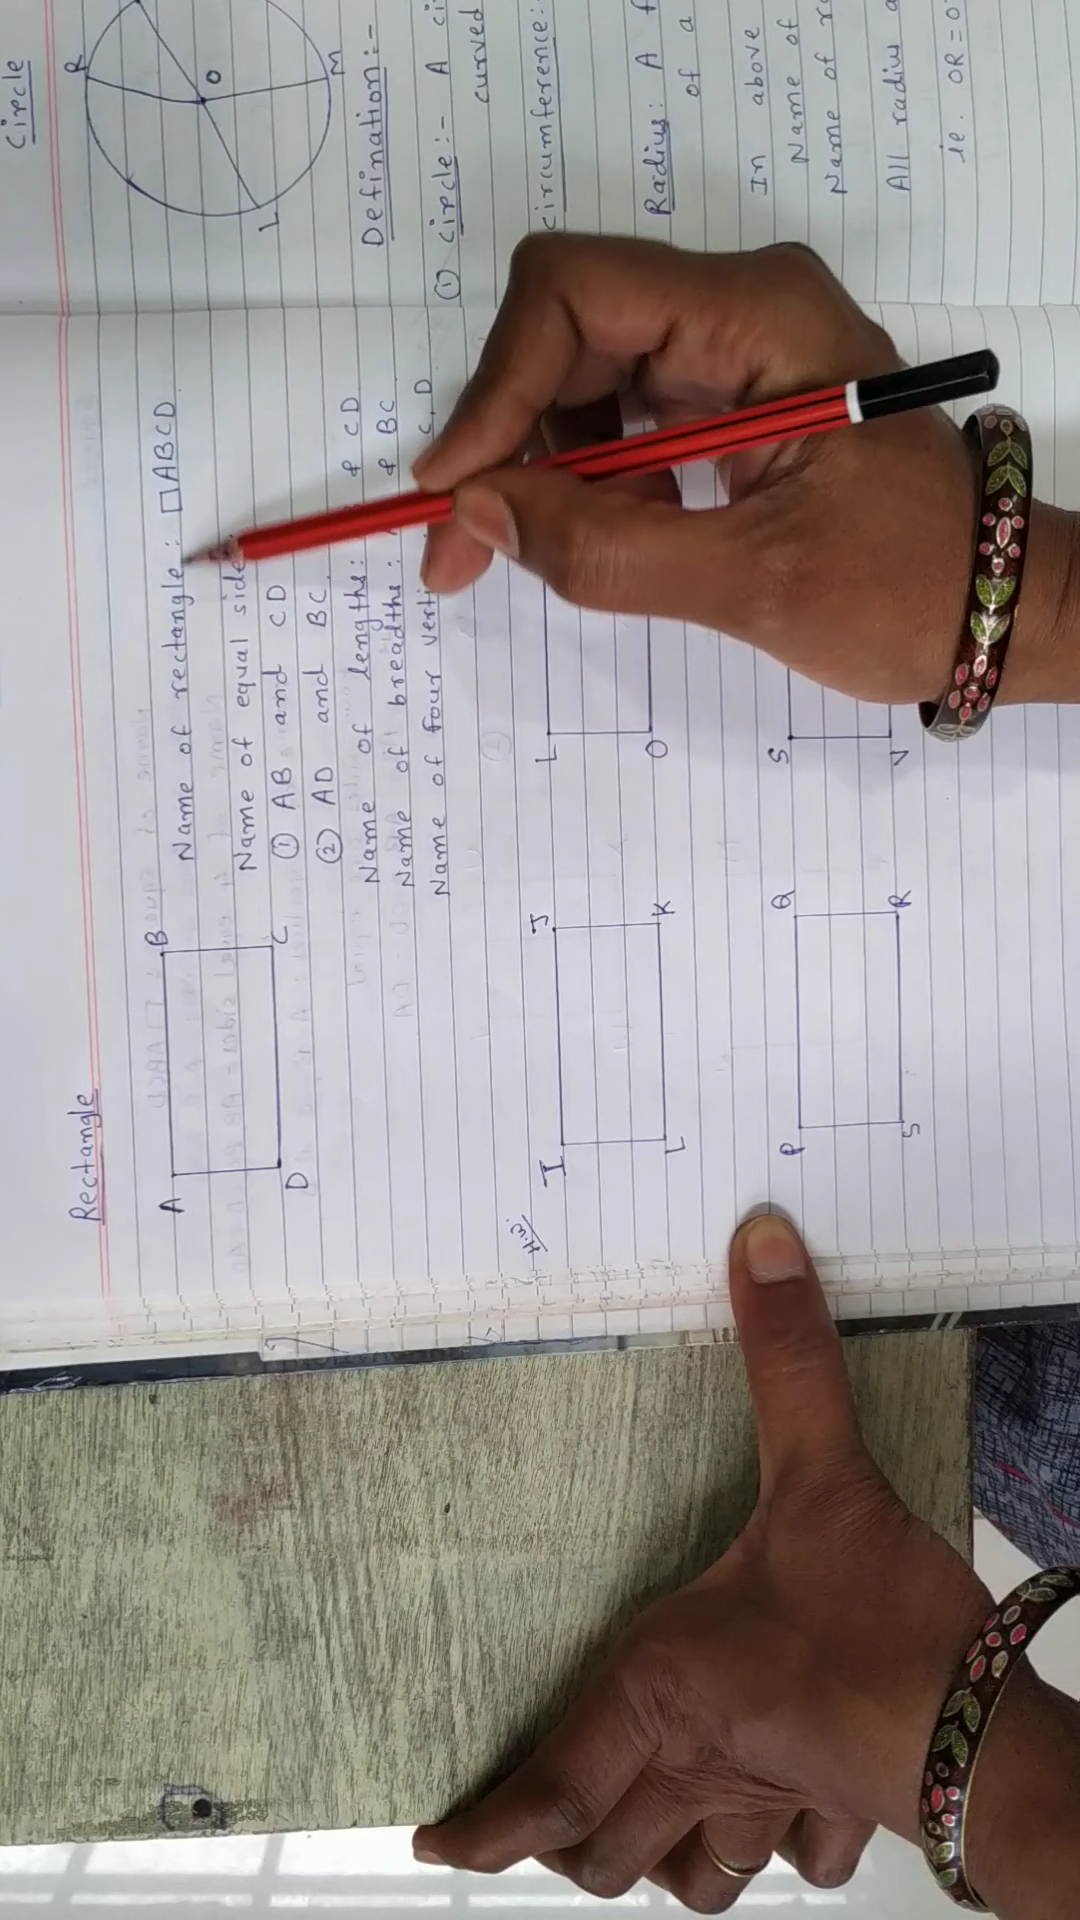 Rectangle
A B
D C
Name of rectangle : □ABCD
Name of equal side
① AB and CD
② AD and BC
Name of lengths: & CD
Name of breadths : & BC
Name of four verti C, D
H.W.
I J
L K
L
O
P Q
S R
S
V
Circle
R
O
M
L
Defination:-
① Circle:- A ci
curved
Circumference:
Radius: A
of a
In above
Name of
Name of ra
All radius a
ie. OR=O